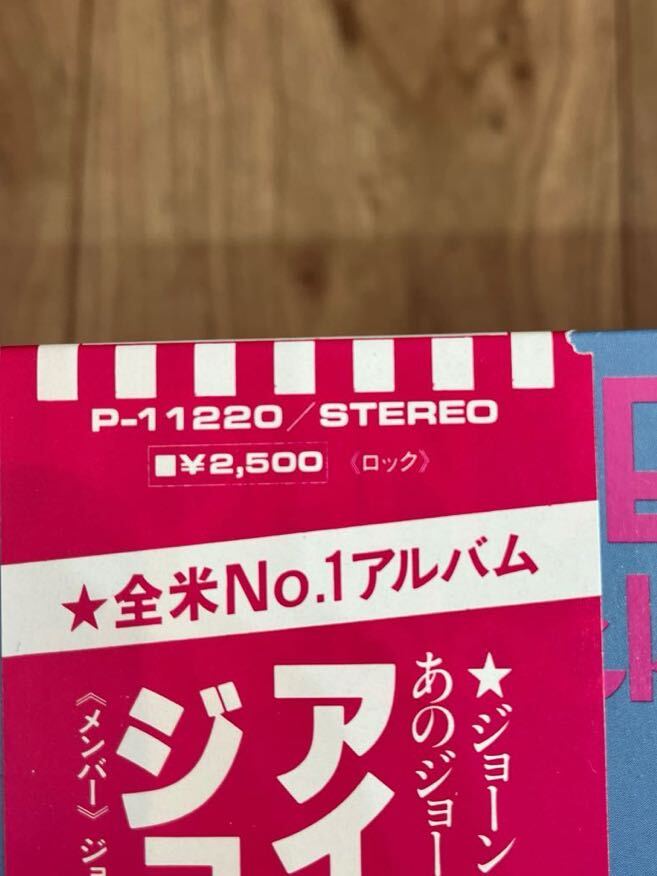 P-11220/STEREO
■¥2,500 《ロック》
★全米No.1アルバム
★ジョーン
あのジョー
アイ
ジ
《メンバー》ジョ